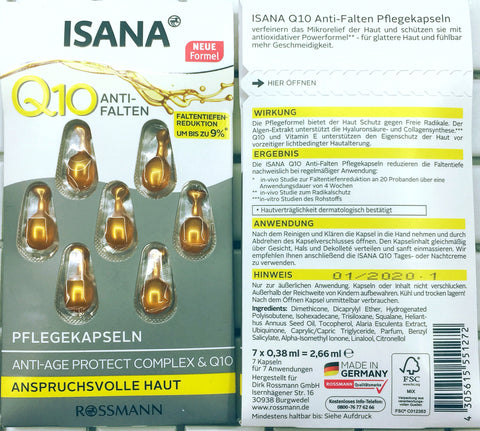 ISANA
NEUE
Formel
Q10 ANTI-
FALTEN
FALTENTIEFEN-
REDUKTION
UM BIS ZU 9%*
PFLEGEKAPSELN
ANTI-AGE PROTECT COMPLEX & Q10
ANSPRUCHSVOLLE HAUT
ROSSMANN
ISANA Q10 Anti-Falten Pflegekapseln
verfeinern das Mikrorelief der Haut und schützen sie mit
antioxidativer Powerformel** - für glattere Haut und fühlbar
mehr Geschmeidigkeit.
HIER ÖFFNEN
WIRKUNG
Die Pflegeformel bietet der Haut Schutz gegen Freie Radikale. Der
Algen-Extrakt unterstützt die Hyaluronsäure- und Collagensynthese.***
Q10 und Vitamin E unterstützen den Eigenschutz der Haut vor
vorzeitiger lichtbedingter Hautalterung.
ERGEBNIS
Die ISANA Q10 Anti-Falten Pflegekapseln reduzieren die Faltentiefe
nachweislich bei regelmäßiger Anwendung:
* in-vivo Studie zur Faltentiefenreduktion an 20 Probanden über eine
Anwendungsdauer von 4 Wochen
** in-vivo Studie zum Radikalschutz
***in-vitro Studien des Rohstoffs
• Hautverträglichkeit dermatologisch bestätigt
ANWENDUNG
Nach dem Reinigen und Klären die Kapsel in die Hand nehmen und durch
Abdrehen des Kapselverschlusses öffnen. Den Kapselinhalt gleichmäßig
über Gesicht, Hals und Dekolleté verteilen und sanft einmassieren. Wir
empfehlen Ihnen anschließend die ISANA Q10 Tages- oder Nachtcreme
zu verwenden.
HINWEIS
01/2020-1
Nur zur äußerlichen Anwendung. Kapseln oder Inhalt nicht verschlucken.
Außerhalb der Reichweite von Kindern aufbewahren. Kühl und trocken lagern!
Nach dem Öffnen Kapsel unmittelbar verbrauchen.
Ingredients: Dimethicone, Dicaprylyl Ether, Hydrogenated
Polyisobutene, Isohexadecane, Trisiloxane, Squalane, Helian-
thus Annuus Seed Oil, Tocopherol, Alaria Esculenta Extract,
Ubiquinone, Caprylic/Capric Triglyceride, Parfum, Benzyl
Salicylate, Alpha-Isomethyl Ionone, Linalool, Citronellol
7 x 0,38 ml = 2,66 ml ℮
7 Kapseln
für 7 Anwendungen
Hergestellt für
Dirk Rossmann GmbH
Isernhägener Str. 16
30938 Burgwedel
www.rossmann.de
Mindestens haltbar bis: Siehe Aufdruck
MADE IN
GERMANY
ROSSMANN Qualitätsmarke
Kostenloses Info-Telefon:
0800-76 77 62 66
FSC
MIX
FSC® C012363
4 305615 551272